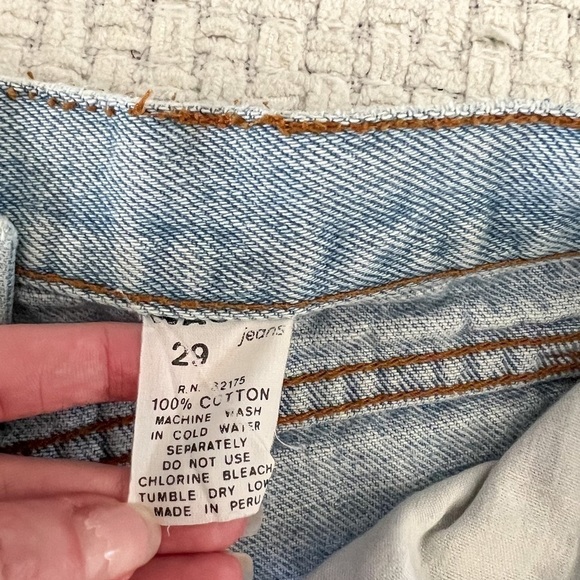 jeans
29
R.N. 32175
100% COTTON
MACHINE WASH
IN COLD WATER
SEPARATELY
DO NOT USE
CHLORINE BLEACH
TUMBLE DRY LOW
MADE IN PERU